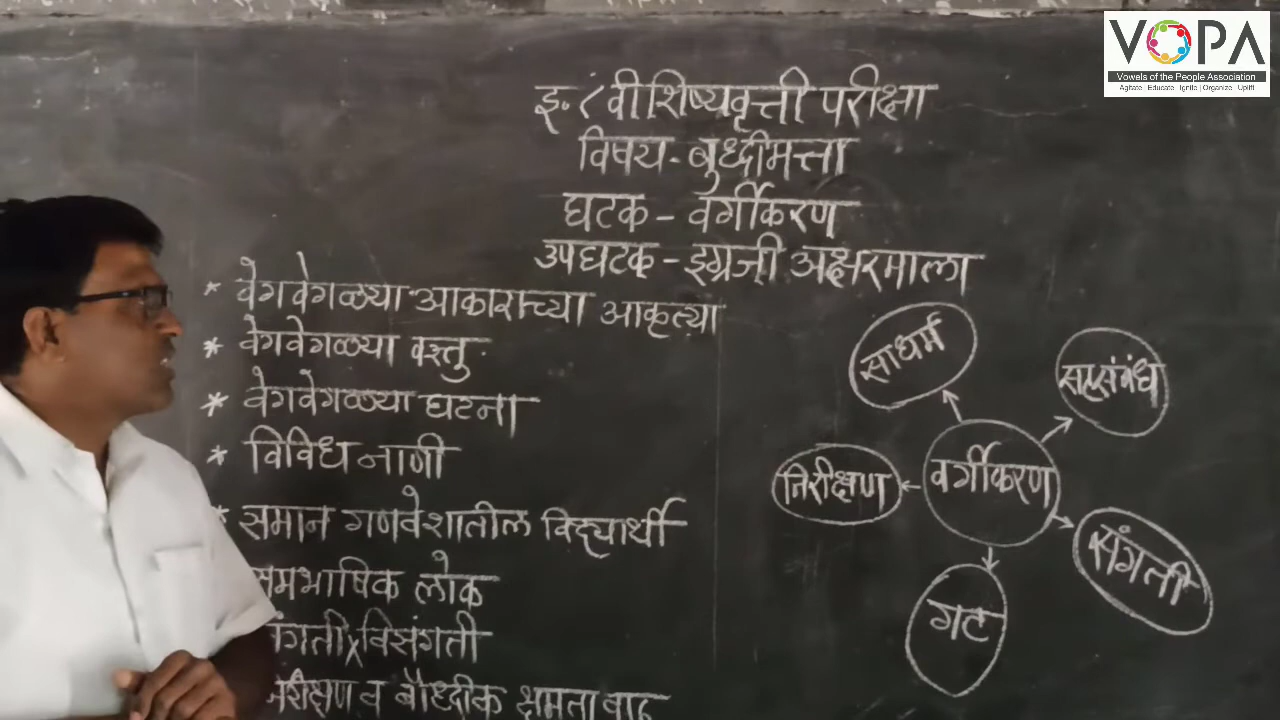 VOPA
Vowels of the People Association
Agitate | Educate | Ignite | Organize | Uplift
इ. ८ वी शिष्यवृत्ती परीक्षा
विषय - बुध्दीमत्ता
घटक - वर्गीकरण
उपघटक - इंग्रजी अक्षरमाला
* वेगवेगळ्या आकाराच्या आकृत्या
* वेगवेगळ्या वस्तु.
* वेगवेगळ्या घटना
* विविध नाणी
* समान गणवेशातील विद्यार्थी
समभाषिक लोक
संगती X विसंगती
निरीक्षण व बौध्दीक क्षमता वाढ
साधर्म
सहसंबंध
निरीक्षण
वर्गीकरण
संगती
गट